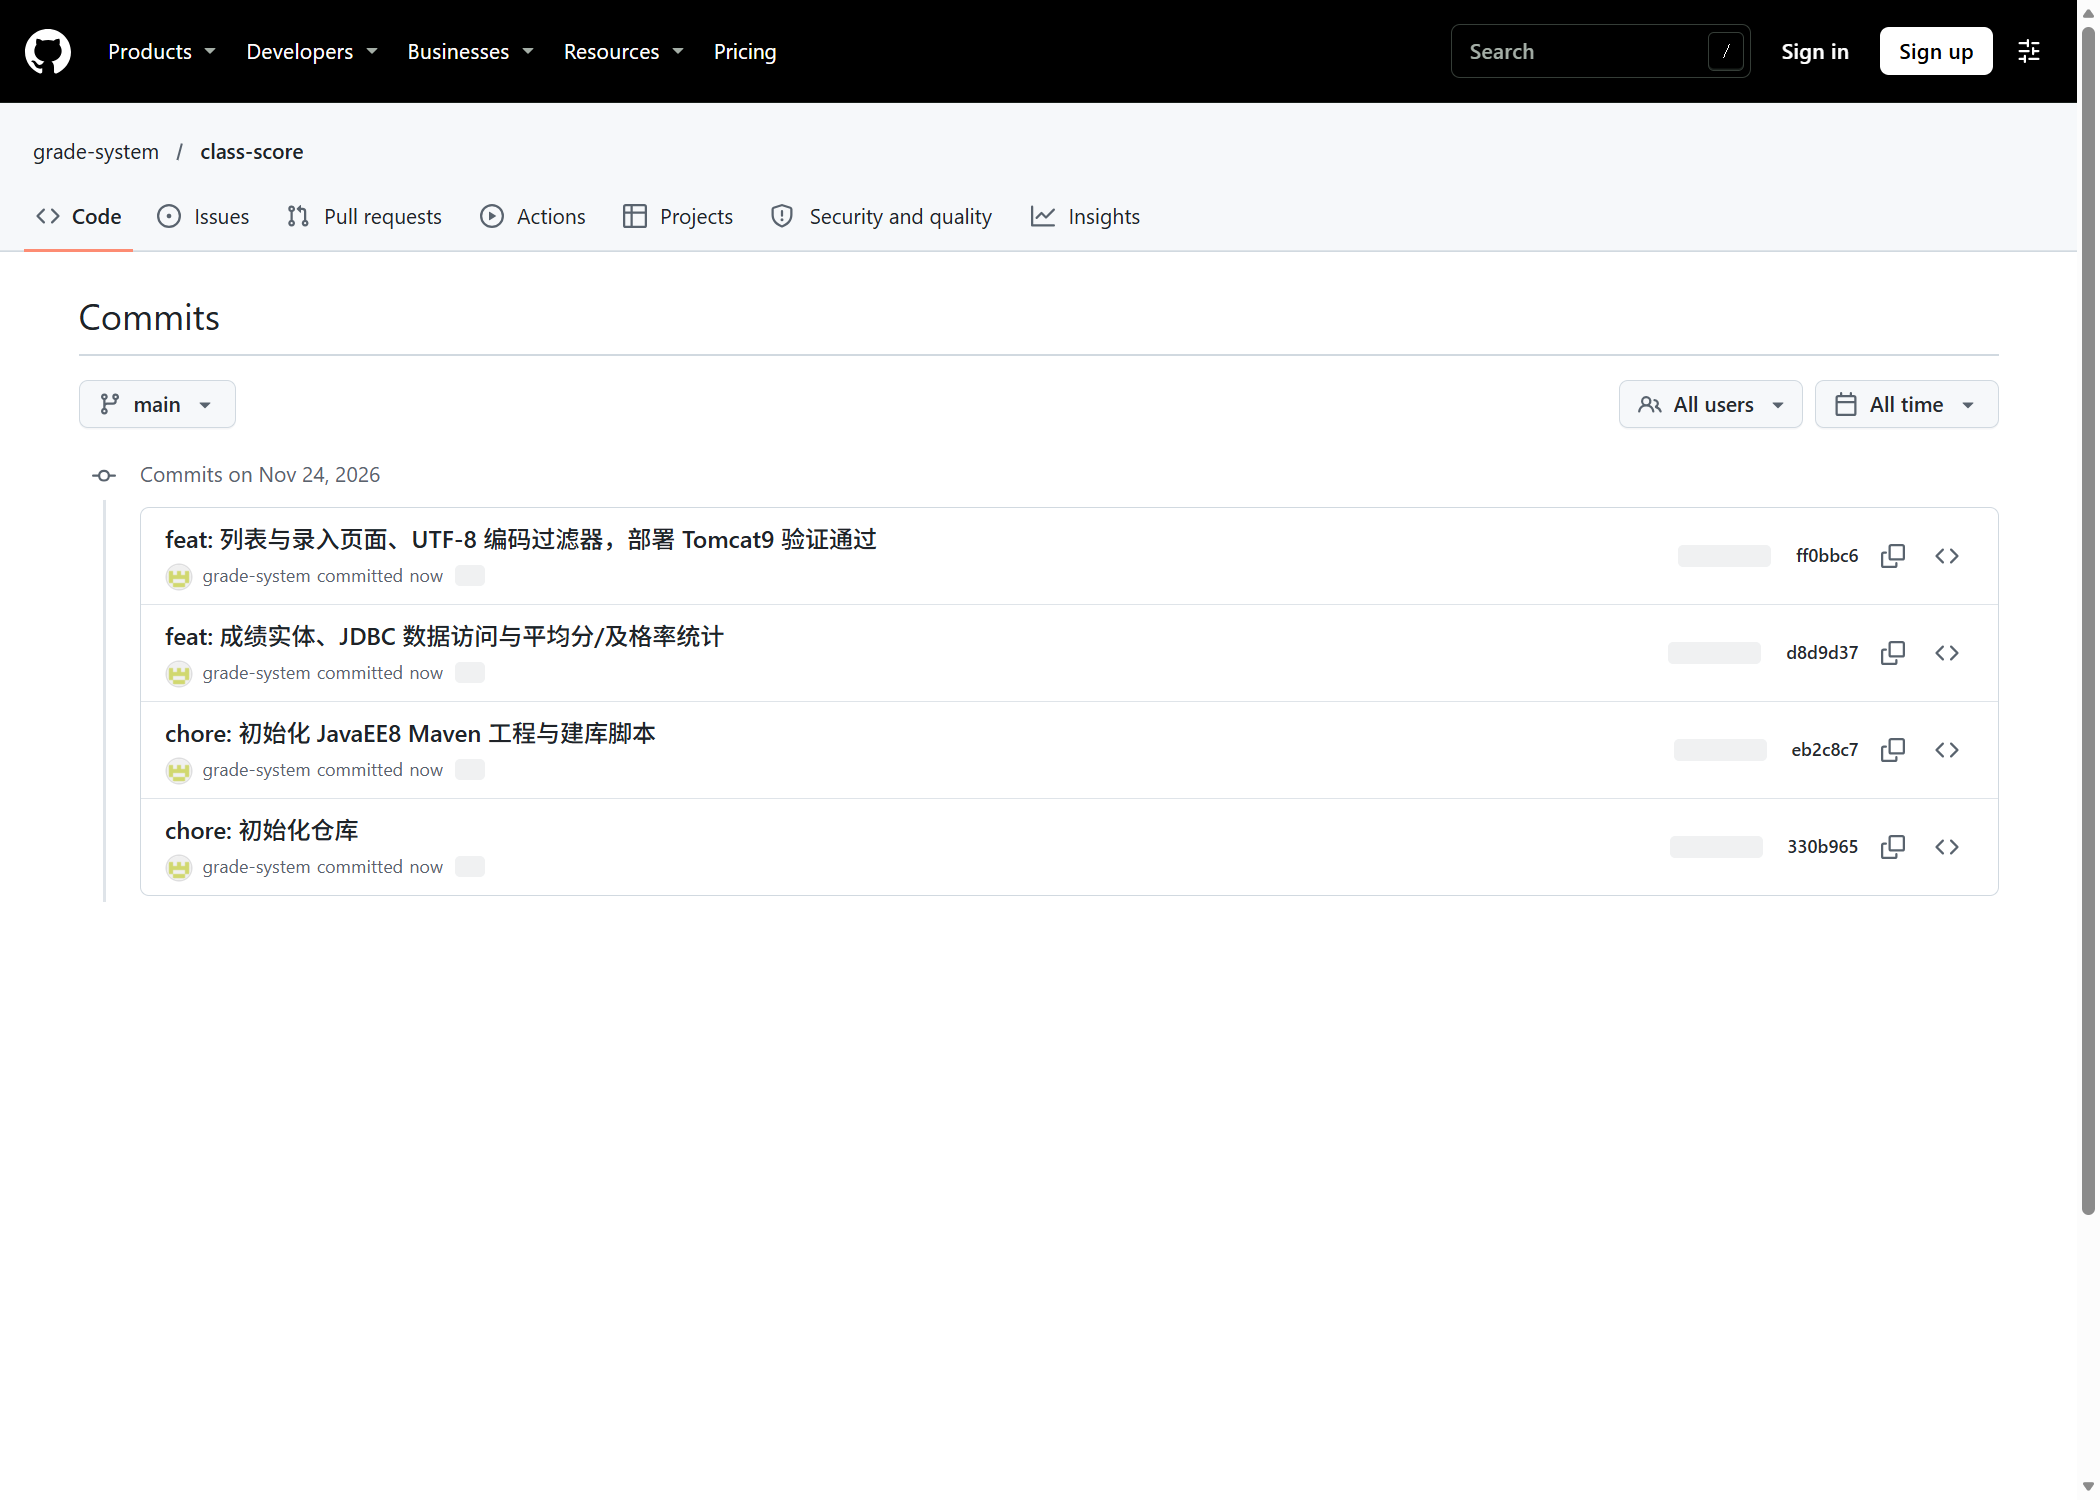 Products
Developers
Businesses
Resources
Pricing
Search
/
Sign in
Sign up
grade-system / class-score
Code
Issues
Pull requests
Actions
Projects
Security and quality
Insights
Commits
main
All users
All time
Commits on Nov 24, 2026
feat: 列表与录入页面、UTF-8 编码过滤器，部署 Tomcat9 验证通过
ff0bbc6
grade-system committed now
feat: 成绩实体、JDBC 数据访问与平均分/及格率统计
d8d9d37
grade-system committed now
chore: 初始化 JavaEE8 Maven 工程与建库脚本
eb2c8c7
grade-system committed now
chore: 初始化仓库
330b965
grade-system committed now